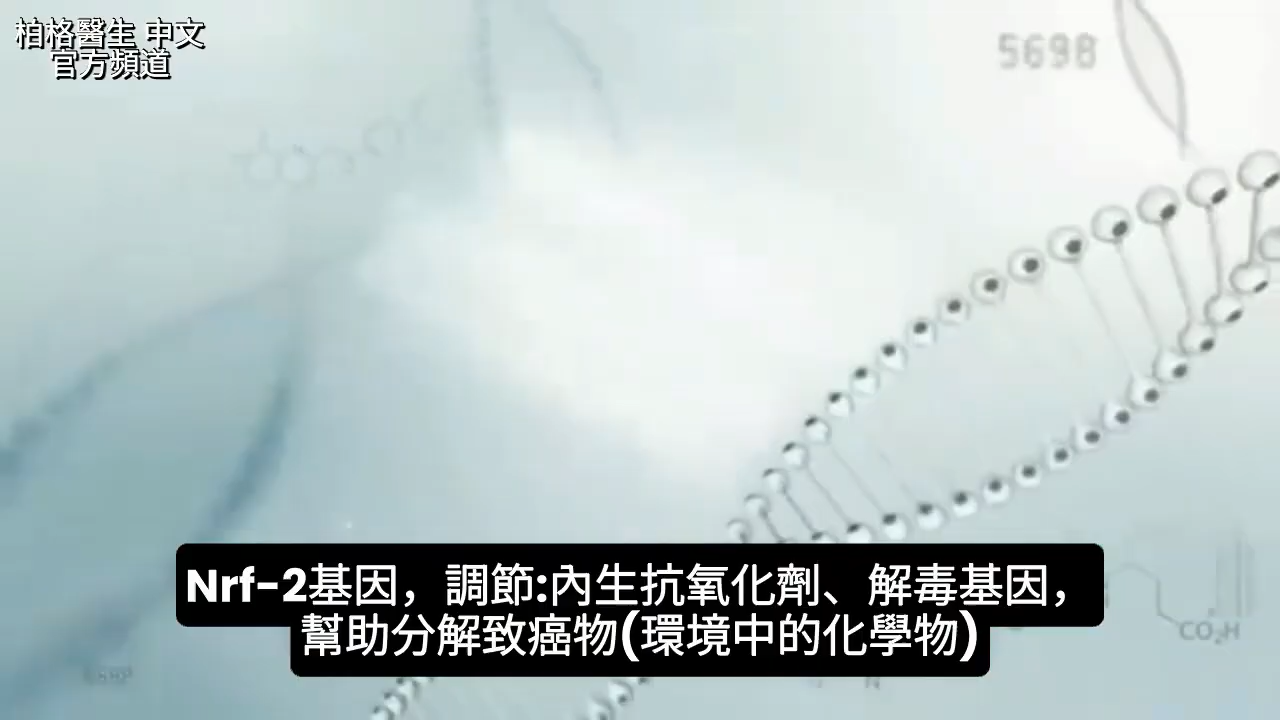 柏格醫生 中文
官方頻道
5698
Nrf-2基因，調節:內生抗氧化劑、解毒基因，
幫助分解致癌物(環境中的化學物)
CO₂H
N